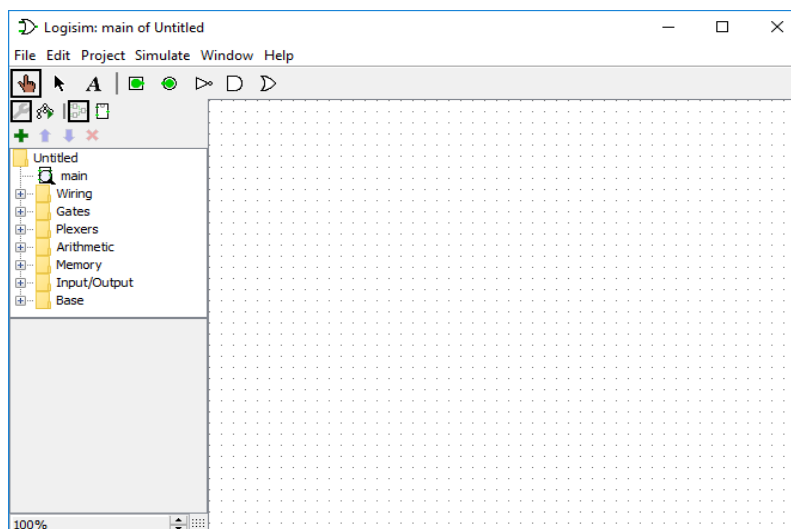 Logisim: main of Untitled
File Edit Project Simulate Window Help
A
Untitled
main
Wiring
Gates
Plexers
Arithmetic
Memory
Input/Output
Base
100%